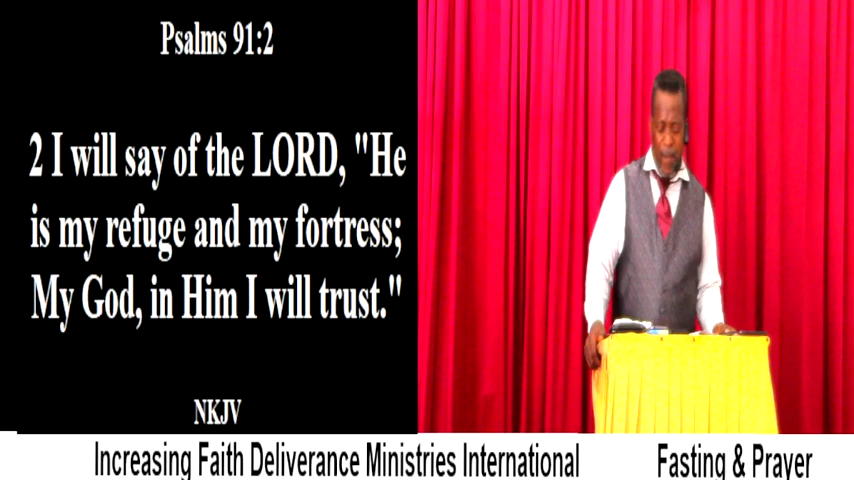 Psalms 91:2
2 I will say of the LORD, "He
is my refuge and my fortress;
My God, in Him I will trust."
NKJV
Increasing Faith Deliverance Ministries International
Fasting & Prayer